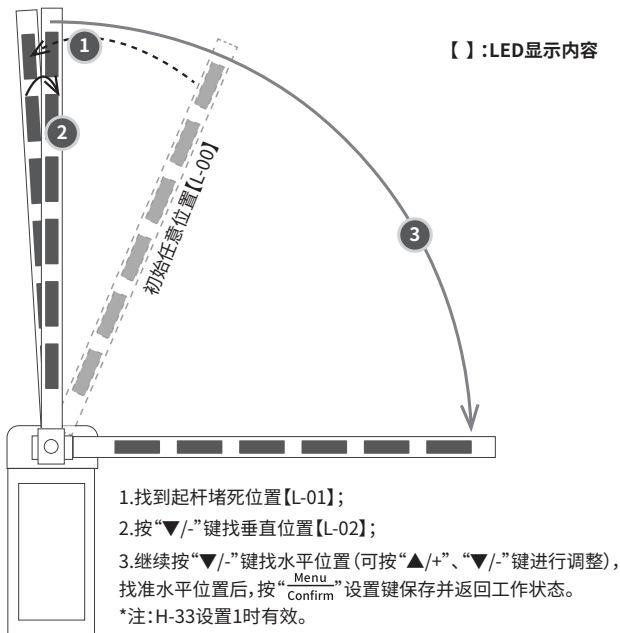 1
【 】:LED显示内容
2
初始任意位置【L-00】
3
1.找到起杆堵死位置【L-01】；
2.按“▼/-”键找垂直位置【L-02】；
3.继续按“▼/-”键找水平位置（可按“▲/+”、“▼/-”键进行调整），
找准水平位置后，按“Menu/Confirm”设置键保存并返回工作状态。
*注：H-33设置1时有效。